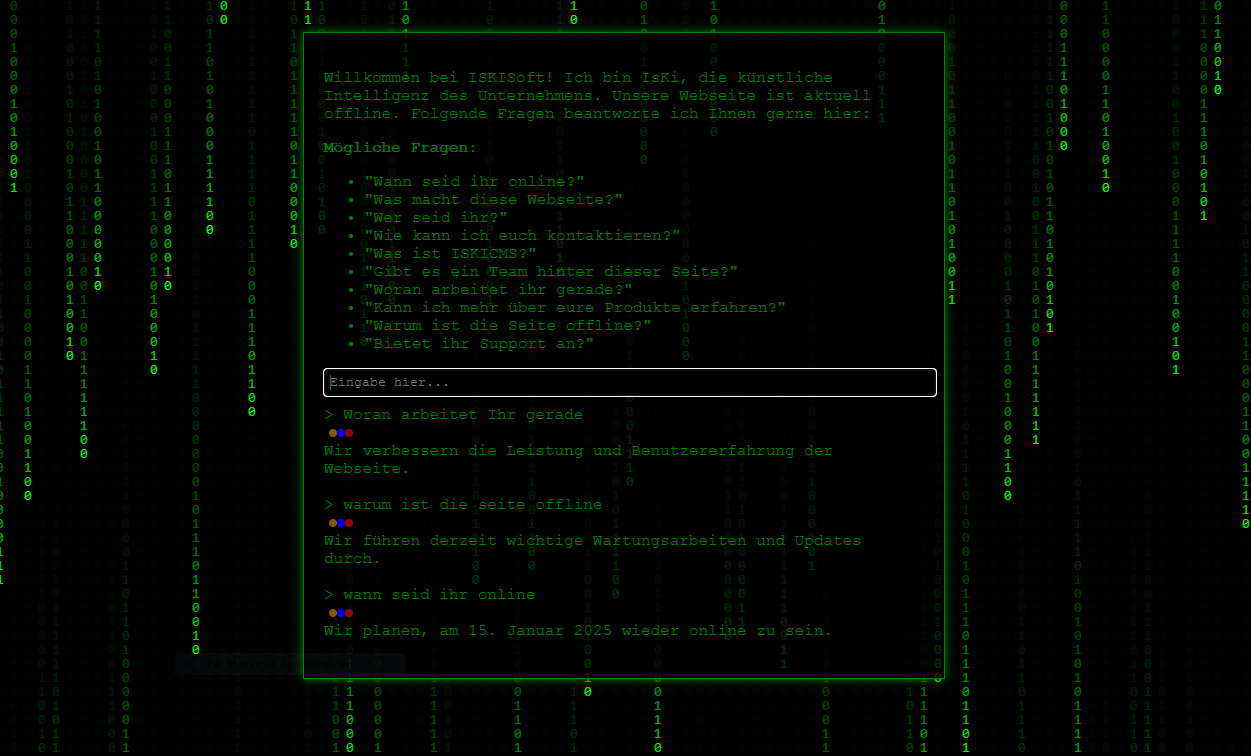 Willkommen bei ISKISoft! Ich bin IsKi, die künstliche
Intelligenz des Unternehmens. Unsere Webseite ist aktuell
offline. Folgende Fragen beantworte ich Ihnen gerne hier:
Mögliche Fragen:
• "Wann seid ihr online?"
• "Was macht diese Webseite?"
• "Wer seid ihr?"
• "Wie kann ich euch kontaktieren?"
• "Was ist ISKICMS?"
• "Gibt es ein Team hinter dieser Seite?"
• "Woran arbeitet ihr gerade?"
• "Kann ich mehr über eure Produkte erfahren?"
• "Warum ist die Seite offline?"
• "Bietet ihr Support an?"
Eingabe hier...
> Woran arbeitet Ihr gerade
Wir verbessern die Leistung und Benutzererfahrung der
Webseite.
> warum ist die seite offline
Wir führen derzeit wichtige Wartungsarbeiten und Updates
durch.
> wann seid ihr online
Wir planen, am 15. Januar 2025 wieder online zu sein.